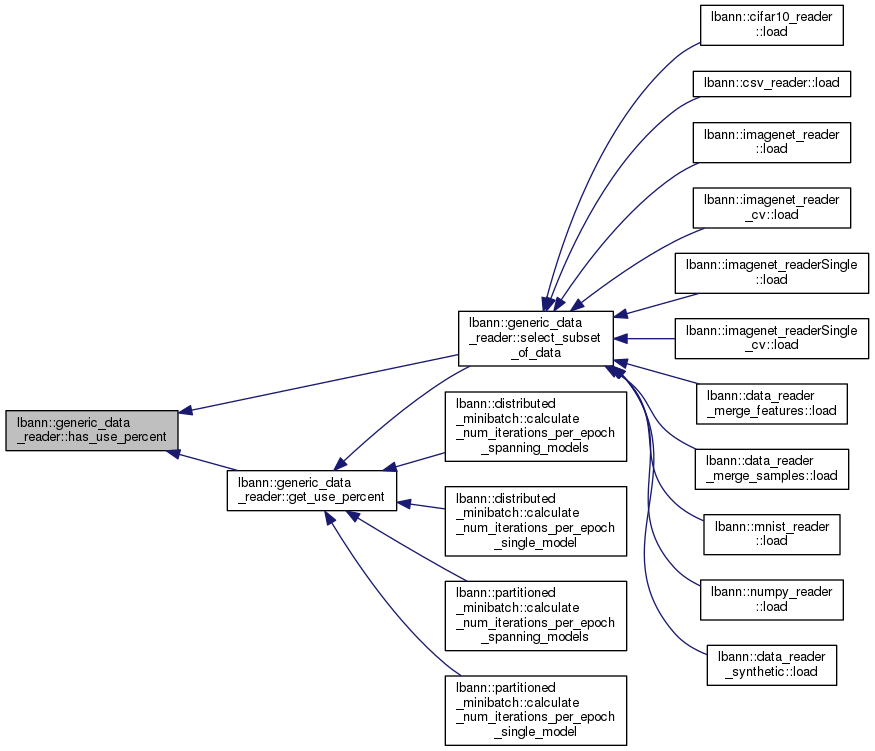 lbann::generic_data
_reader::has_use_percent
lbann::generic_data
_reader::select_subset
_of_data
lbann::generic_data
_reader::get_use_percent
lbann::distributed
_minibatch::calculate
_num_iterations_per_epoch
_spanning_models
lbann::distributed
_minibatch::calculate
_num_iterations_per_epoch
_single_model
lbann::partitioned
_minibatch::calculate
_num_iterations_per_epoch
_spanning_models
lbann::partitioned
_minibatch::calculate
_num_iterations_per_epoch
_single_model
lbann::cifar10_reader
::load
lbann::csv_reader::load
lbann::imagenet_reader
::load
lbann::imagenet_reader
_cv::load
lbann::imagenet_readerSingle
::load
lbann::imagenet_readerSingle
_cv::load
lbann::data_reader
_merge_features::load
lbann::data_reader
_merge_samples::load
lbann::mnist_reader
::load
lbann::numpy_reader
::load
lbann::data_reader
_synthetic::load